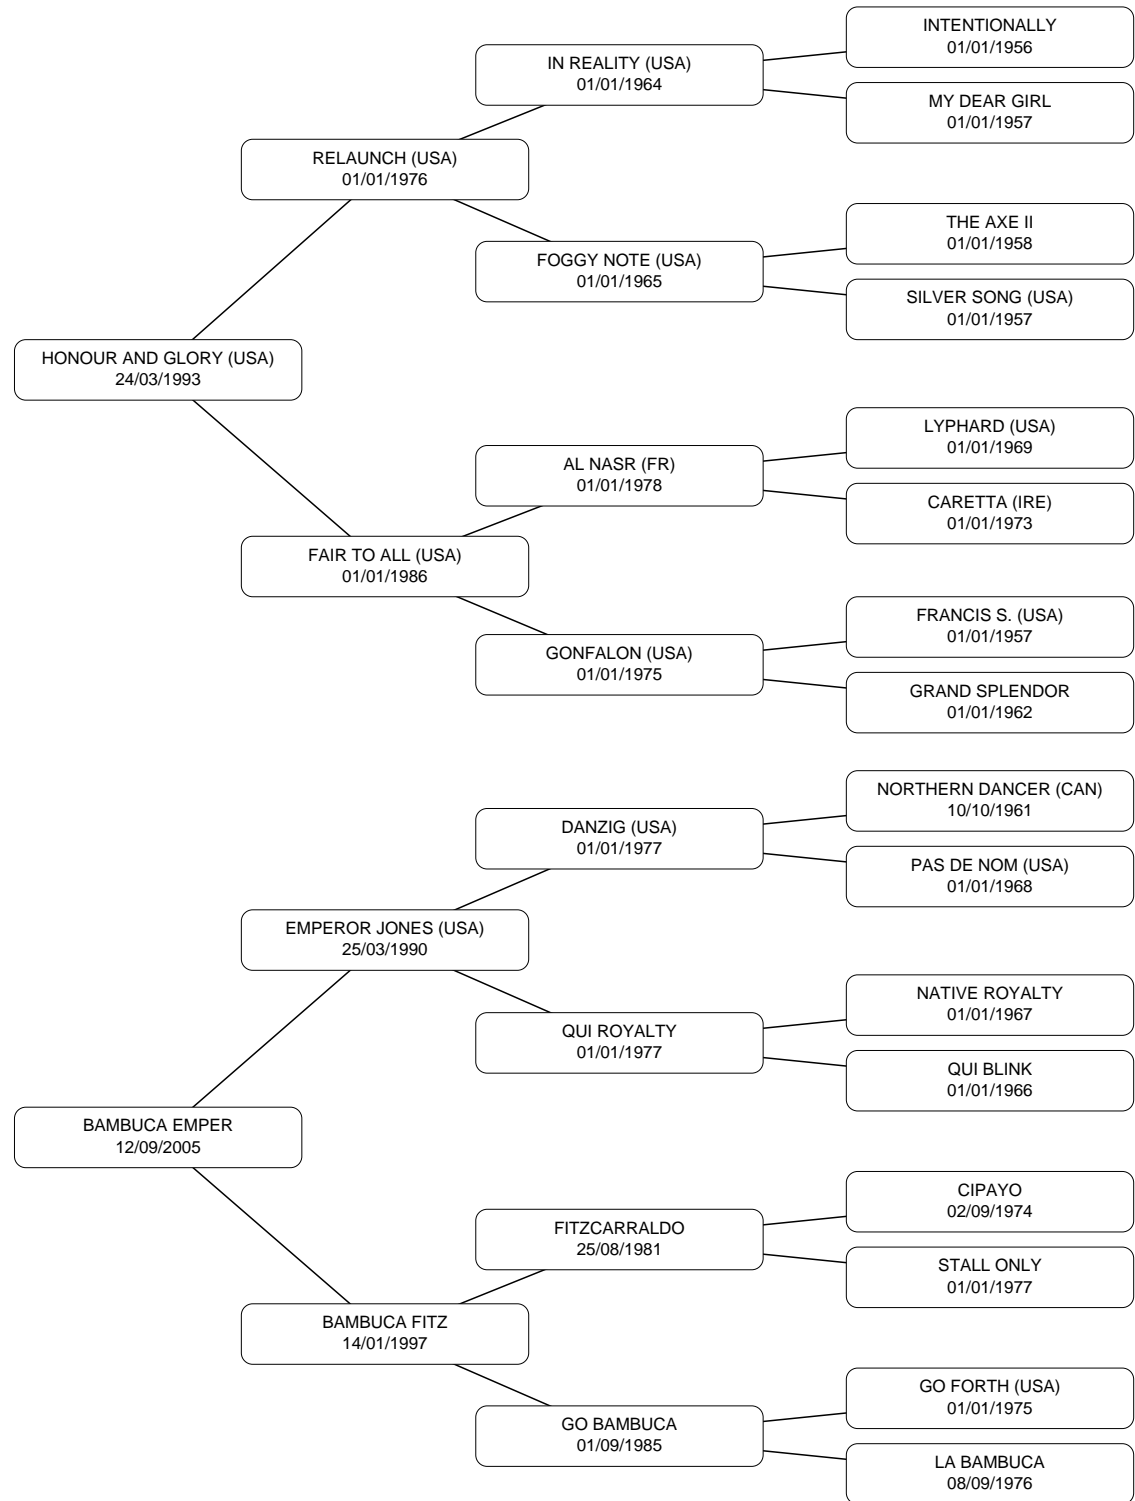 INTENTIONALLY
01/01/1956
IN REALITY (USA)
01/01/1964
MY DEAR GIRL
01/01/1957
RELAUNCH (USA)
01/01/1976
THE AXE II
01/01/1958
FOGGY NOTE (USA)
01/01/1965
SILVER SONG (USA)
01/01/1957
HONOUR AND GLORY (USA)
24/03/1993
LYPHARD (USA)
01/01/1969
AL NASR (FR)
01/01/1978
CARETTA (IRE)
01/01/1973
FAIR TO ALL (USA)
01/01/1986
FRANCIS S. (USA)
01/01/1957
GONFALON (USA)
01/01/1975
GRAND SPLENDOR
01/01/1962
NORTHERN DANCER (CAN)
10/10/1961
DANZIG (USA)
01/01/1977
PAS DE NOM (USA)
01/01/1968
EMPEROR JONES (USA)
25/03/1990
NATIVE ROYALTY
01/01/1967
QUI ROYALTY
01/01/1977
QUI BLINK
01/01/1966
BAMBUCA EMPER
12/09/2005
CIPAYO
02/09/1974
FITZCARRALDO
25/08/1981
STALL ONLY
01/01/1977
BAMBUCA FITZ
14/01/1997
GO FORTH (USA)
01/01/1975
GO BAMBUCA
01/09/1985
LA BAMBUCA
08/09/1976